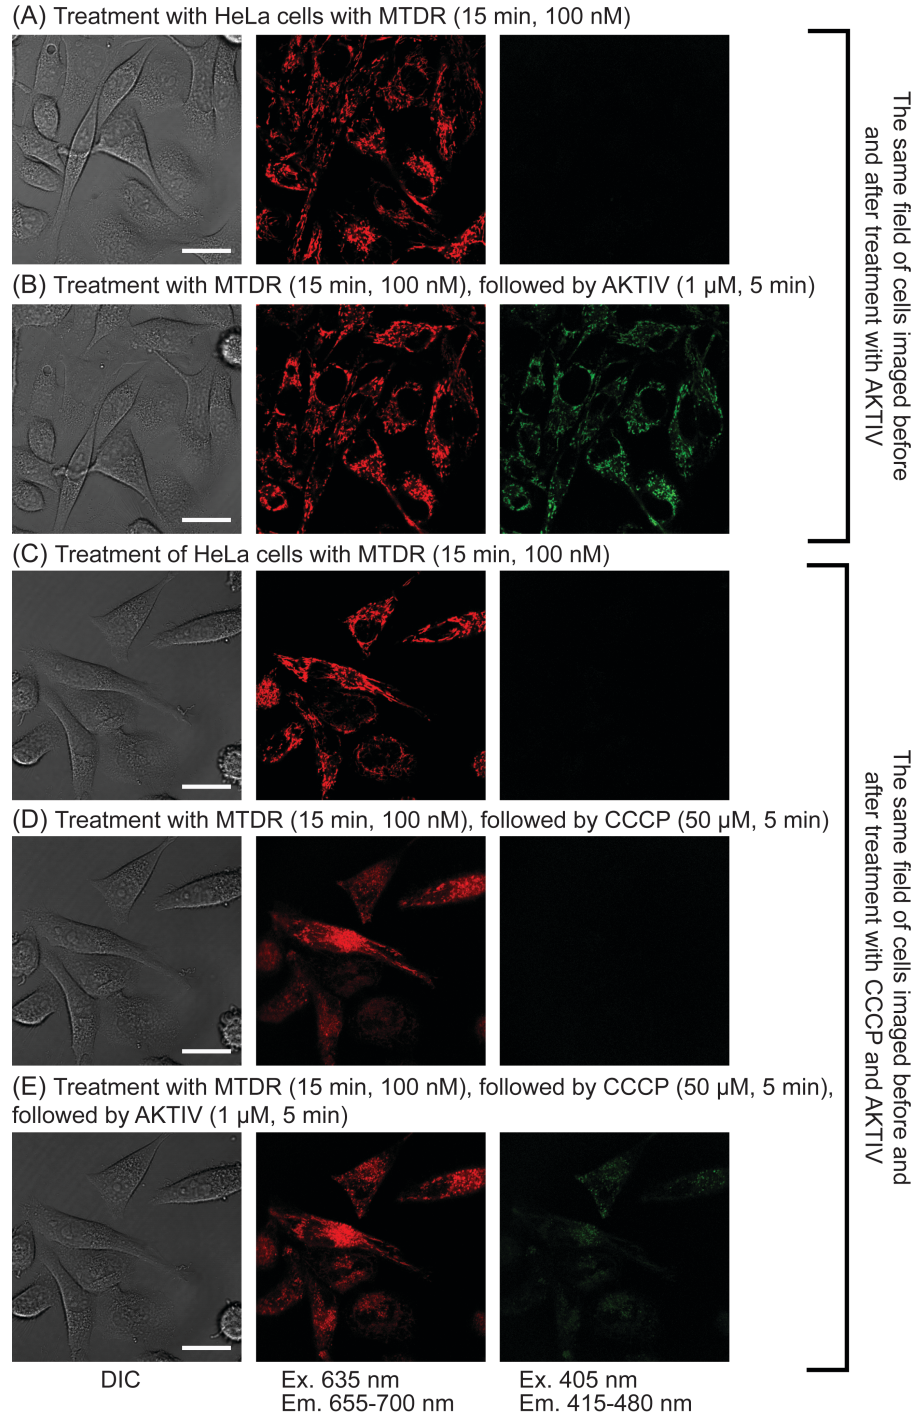 (A) Treatment with HeLa cells with MTDR (15 min, 100 nM)
The same field of cells imaged before
and after treatment with AKTIV
(B) Treatment with MTDR (15 min, 100 nM), followed by AKTIV (1 µM, 5 min)
(C) Treatment of HeLa cells with MTDR (15 min, 100 nM)
The same field of cells imaged before and
after treatment with CCCP and AKTIV
(D) Treatment with MTDR (15 min, 100 nM), followed by CCCP (50 µM, 5 min)
(E) Treatment with MTDR (15 min, 100 nM), followed by CCCP (50 µM, 5 min),
followed by AKTIV (1 µM, 5 min)
DIC
Ex. 635 nm
Em. 655-700 nm
Ex. 405 nm
Em. 415-480 nm